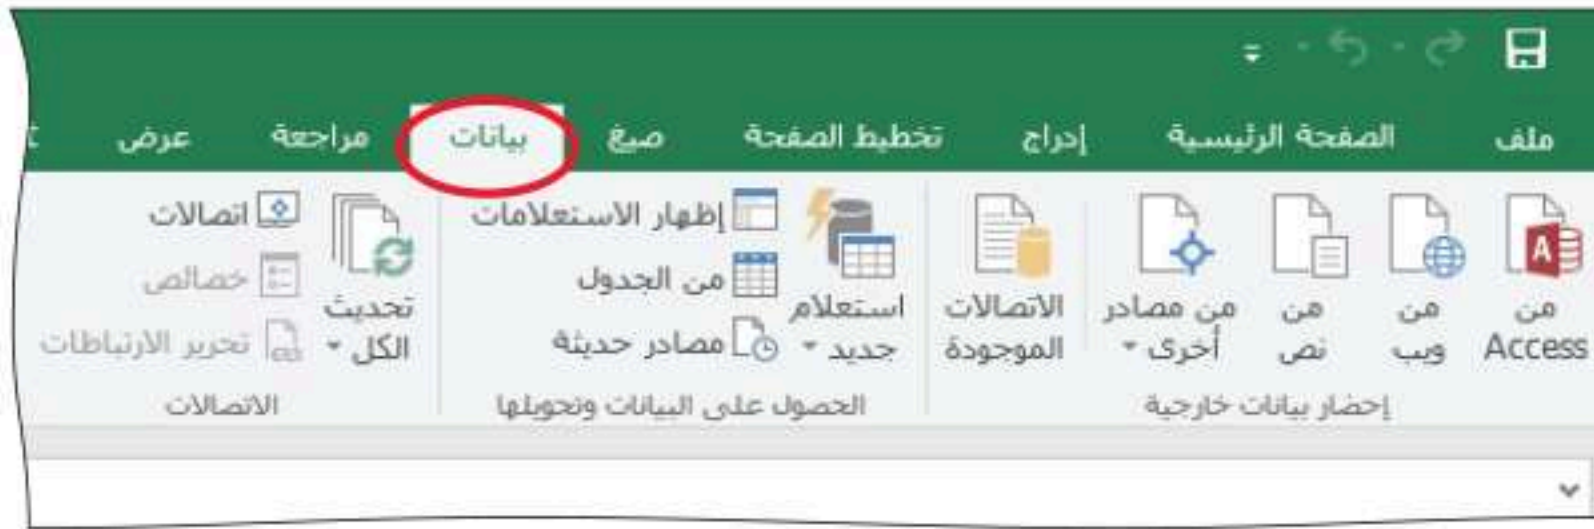 ملف الصفحة الرئيسية إدراج تخطيط الصفحة صيغ بيانات مراجعة عرض
من Access
من ويب
من نص
من مصادر أخرى
الاتصالات الموجودة
إحضار بيانات خارجية
استعلام جديد
إظهار الاستعلامات
من الجدول
مصادر حديثة
الحصول على البيانات وتحويلها
تحديث الكل
اتصالات
خصائص
تحرير الارتباطات
الاتصالات